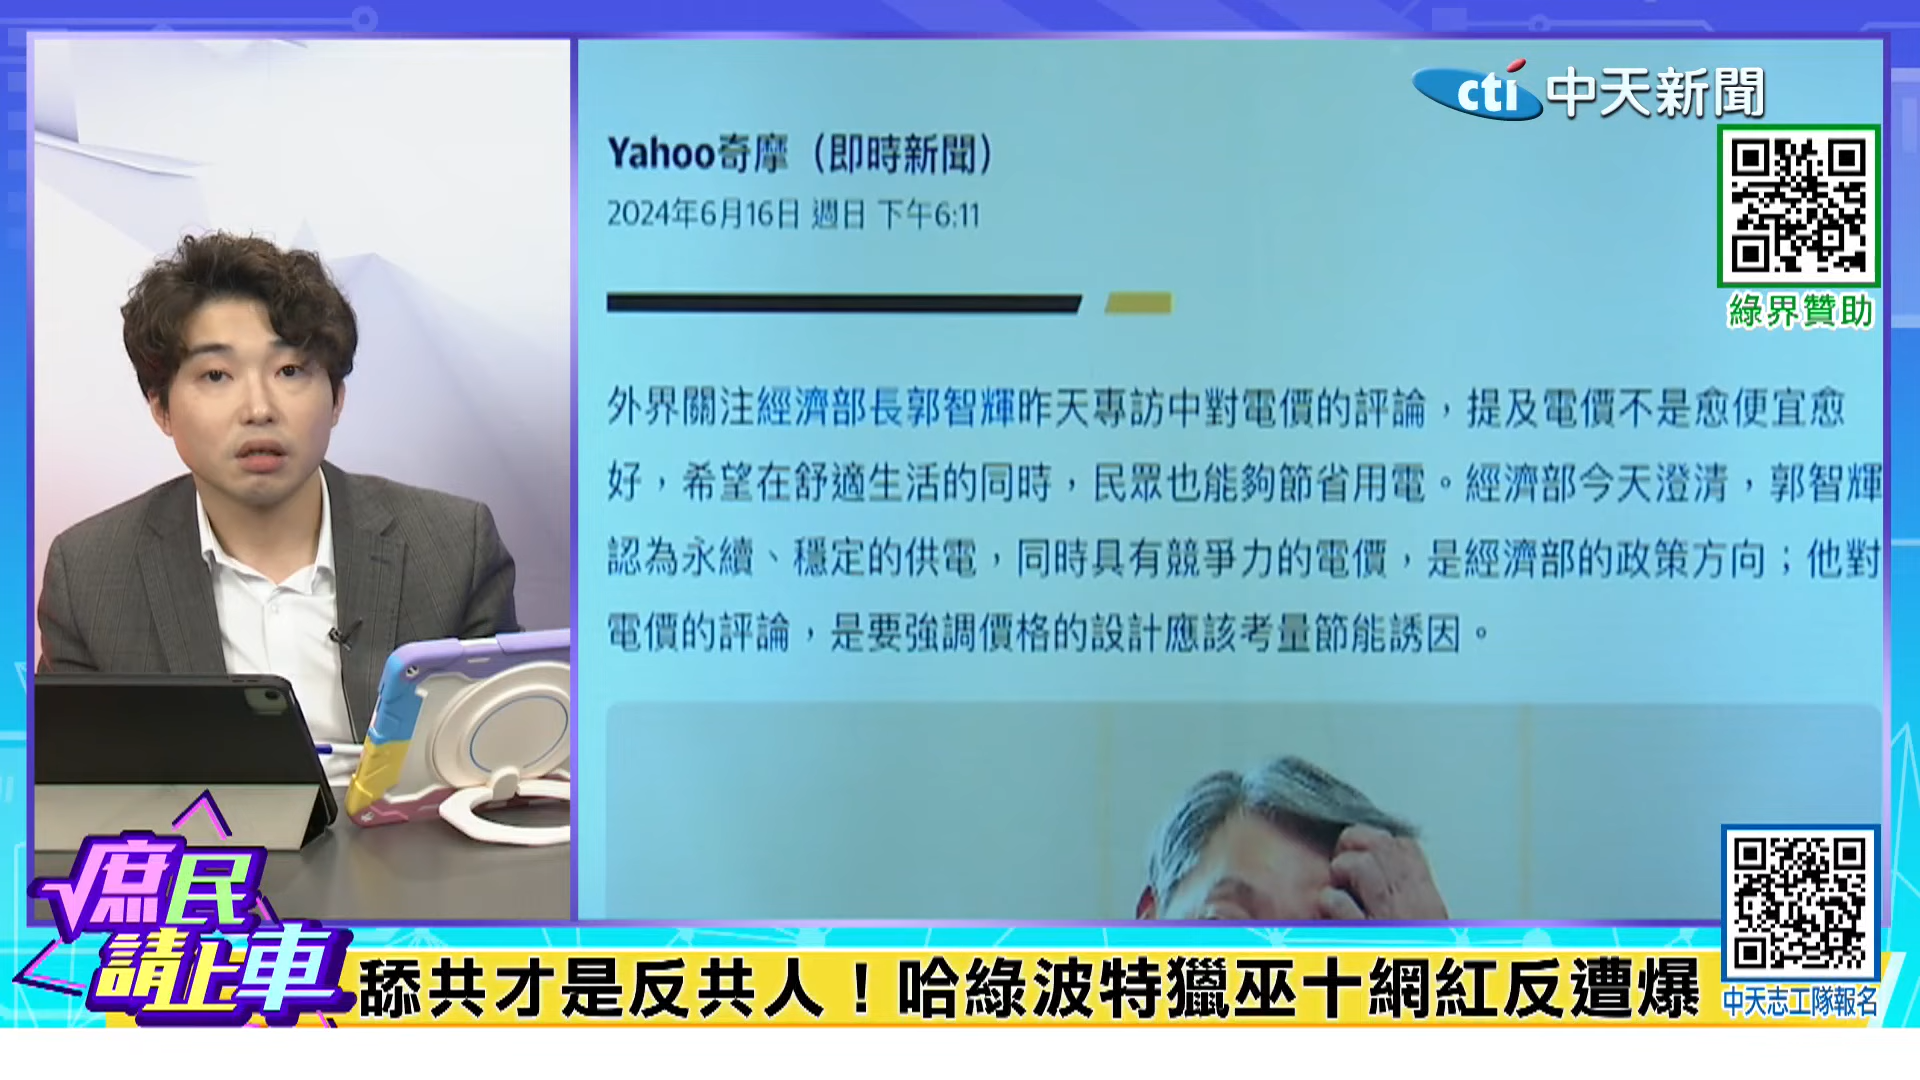 cti 中天新聞
Yahoo奇摩（即時新聞）
2024年6月16日 週日 下午6:11
綠界贊助
外界關注經濟部長郭智輝昨天專訪中對電價的評論，提及電價不是愈便宜愈
好，希望在舒適生活的同時，民眾也能夠節省用電。經濟部今天澄清，郭智輝
認為永續、穩定的供電，同時具有競爭力的電價，是經濟部的政策方向；他對
電價的評論，是要強調價格的設計應該考量節能誘因。
庶民
請上車
舔共才是反共人！哈綠波特獵巫十網紅反遭爆
中天志工隊報名